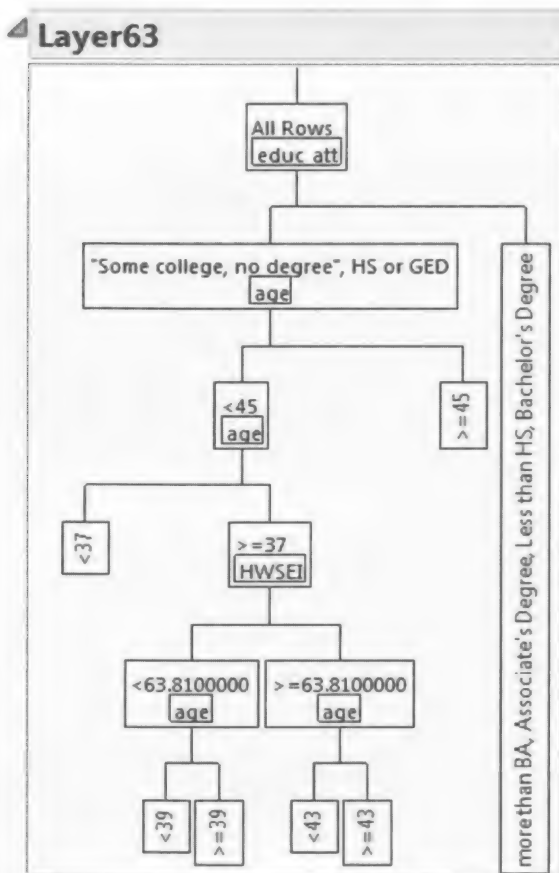 Layer63
All Rows
educ att
"Some college, no degree", HS or GED
age
more than BA, Associate's Degree, Less than HS, Bachelor's Degree
<45
age
>=45
<37
>=37
HWSEI
<63.8100000
age
>=63.8100000
age
<39
>=39
<43
>=43